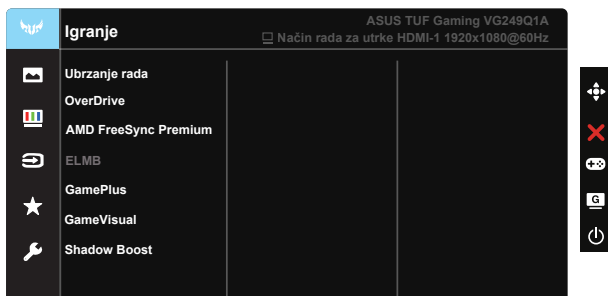 Igranje
ASUS TUF Gaming VG249Q1A
Način rada za utrke HDMI-1 1920x1080@60Hz
Ubrzanje rada
OverDrive
AMD FreeSync Premium
ELMB
GamePlus
GameVisual
Shadow Boost
G